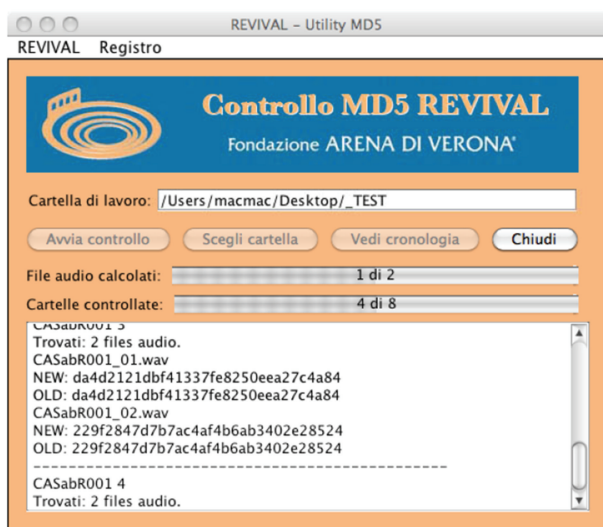 REVIVAL – Utility MD5
REVIVAL Registro
Controllo MD5 REVIVAL
Fondazione ARENA DI VERONA®
Cartella di lavoro: /Users/macmac/Desktop/_TEST
Avvia controllo Scegli cartella Vedi cronologia Chiudi
File audio calcolati: 1 di 2
Cartelle controllate: 4 di 8
CASabR001 3
Trovati: 2 files audio.
CASabR001_01.wav
NEW: da4d2121dbf41337fe8250eea27c4a84
OLD: da4d2121dbf41337fe8250eea27c4a84
CASabR001_02.wav
NEW: 229f2847d7b7ac4af4b6ab3402e28524
OLD: 229f2847d7b7ac4af4b6ab3402e28524
--------------------------------------------------
CASabR001 4
Trovati: 2 files audio.